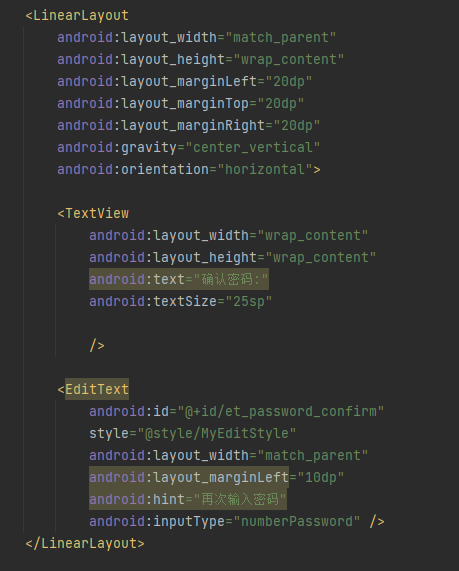 <LinearLayout
android:layout_width="match_parent"
android:layout_height="wrap_content"
android:layout_marginLeft="20dp"
android:layout_marginTop="20dp"
android:layout_marginRight="20dp"
android:gravity="center_vertical"
android:orientation="horizontal">
<TextView
android:layout_width="wrap_content"
android:layout_height="wrap_content"
android:text="确认密码:"
android:textSize="25sp"
/>
<EditText
android:id="@+id/et_password_confirm"
style="@style/MyEditStyle"
android:layout_width="match_parent"
android:layout_marginLeft="10dp"
android:hint="再次输入密码"
android:inputType="numberPassword" />
</LinearLayout>